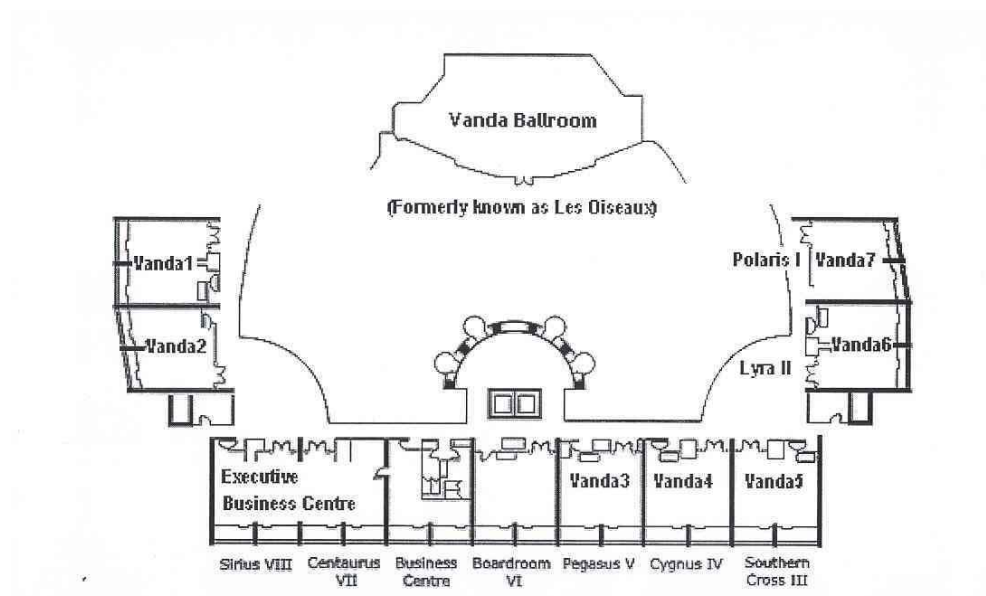 Vanda Ballroom
(Formerly known as Les Oiseaux)
Vanda1
Polaris I
Vanda7
Vanda2
Lyra II
Vanda6
Executive
Business Centre
Vanda3
Vanda4
Vanda5
Sirius VIII
Centaurus
VII
Business
Centre
Boardroom
VI
Pegasus V
Cygnus IV
Southern
Cross III